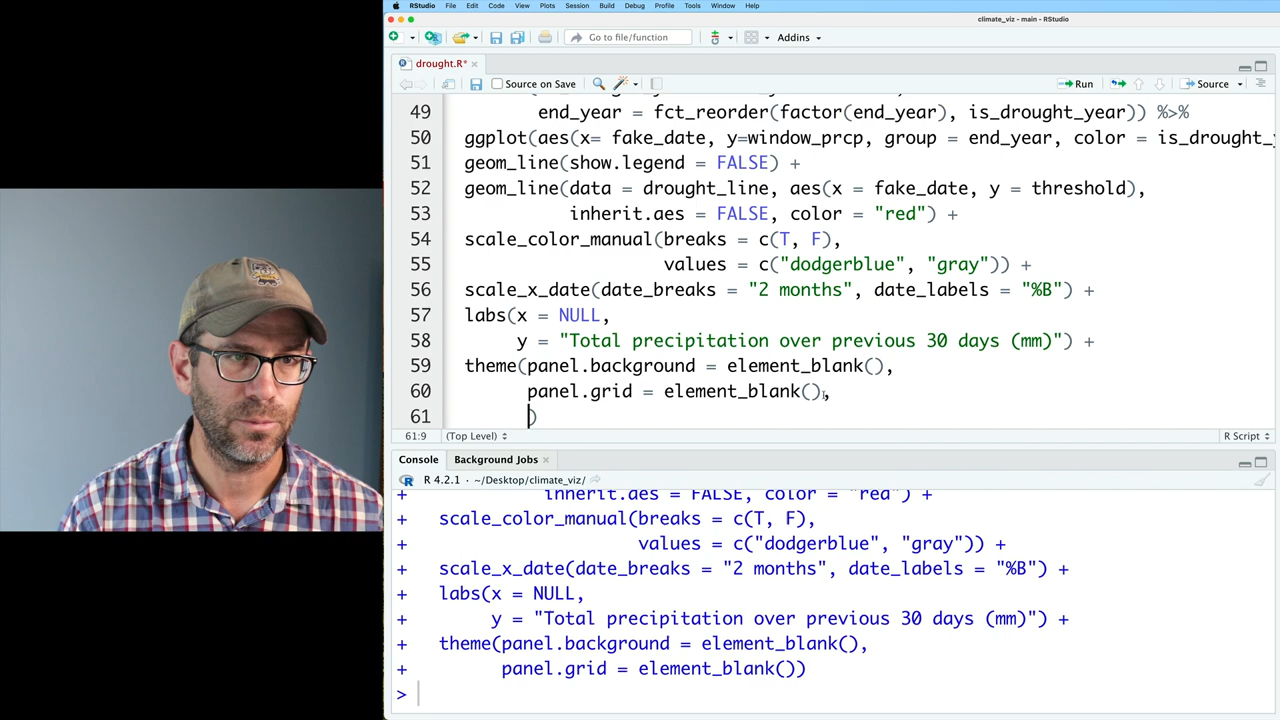 RStudio File Edit Code View Plots Session Build Debug Profile Tools Window Help
climate_viz - main - RStudio
Go to file/function Addins
drought.R*
Source on Save Run Source
49 end_year = fct_reorder(factor(end_year), is_drought_year)) %>%
50 ggplot(aes(x= fake_date, y=window_prcp, group = end_year, color = is_drought_
51 geom_line(show.legend = FALSE) +
52 geom_line(data = drought_line, aes(x = fake_date, y = threshold),
53 inherit.aes = FALSE, color = "red") +
54 scale_color_manual(breaks = c(T, F),
55 values = c("dodgerblue", "gray")) +
56 scale_x_date(date_breaks = "2 months", date_labels = "%B") +
57 labs(x = NULL,
58 y = "Total precipitation over previous 30 days (mm)") +
59 theme(panel.background = element_blank(),
60 panel.grid = element_blank(),
61 )
61:9 (Top Level) R Script
Console Background Jobs
R 4.2.1 · ~/Desktop/climate_viz/
+ inherit.aes = FALSE, color = "red") +
+ scale_color_manual(breaks = c(T, F),
+ values = c("dodgerblue", "gray")) +
+ scale_x_date(date_breaks = "2 months", date_labels = "%B") +
+ labs(x = NULL,
+ y = "Total precipitation over previous 30 days (mm)") +
+ theme(panel.background = element_blank(),
+ panel.grid = element_blank())
>